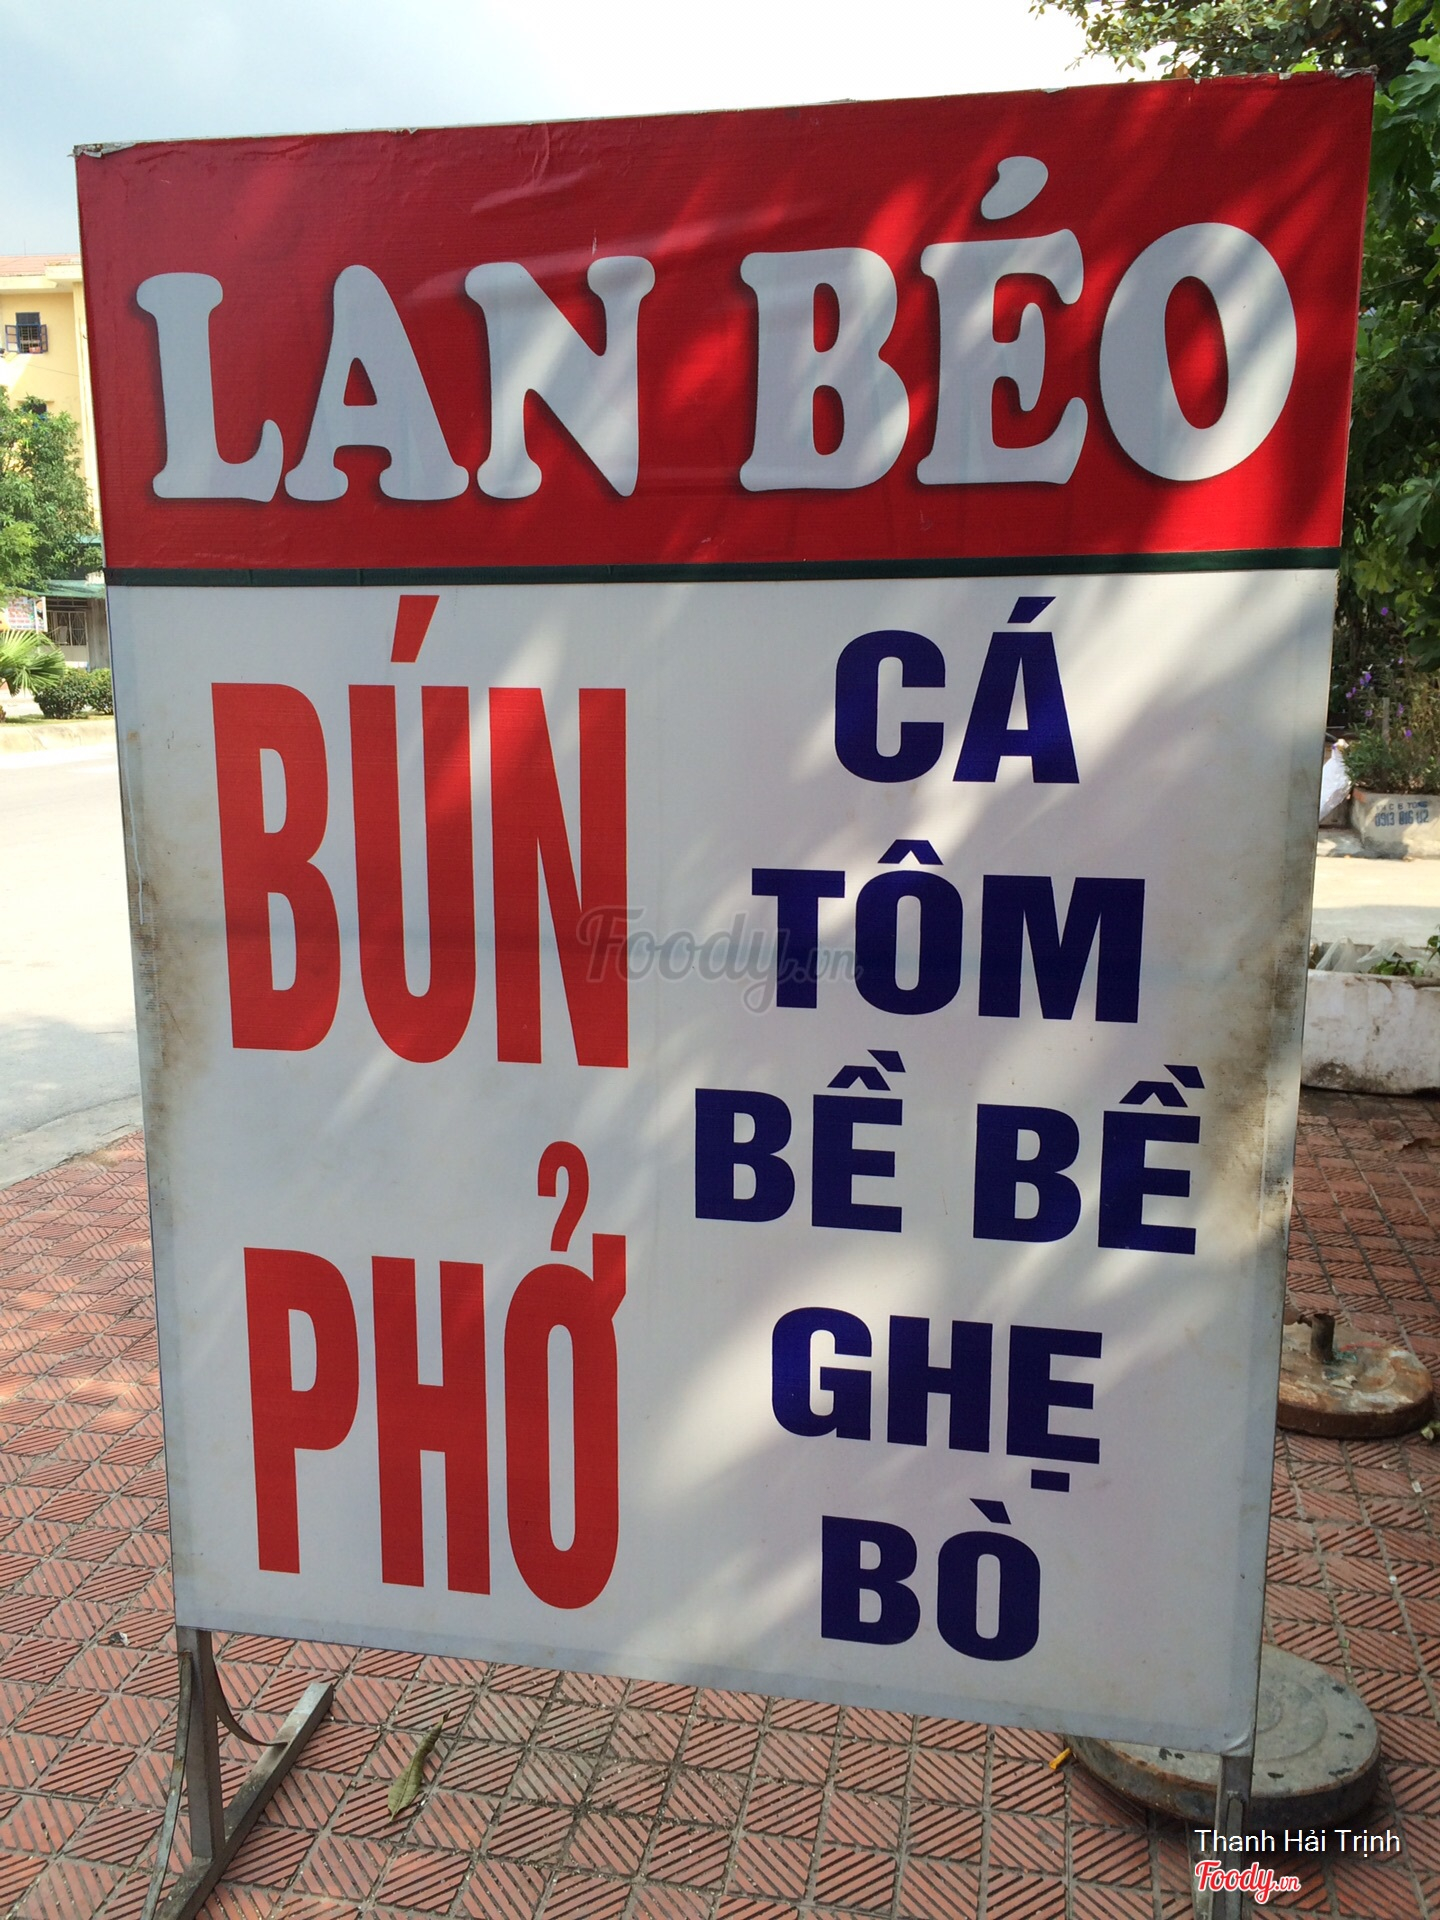 LAN BÉO
BÚN
PHỞ
CÁ
TÔM
BỀ BỀ
GHẸ
BÒ
Foody.vn
Thanh Hải Trịnh
Foody.vn